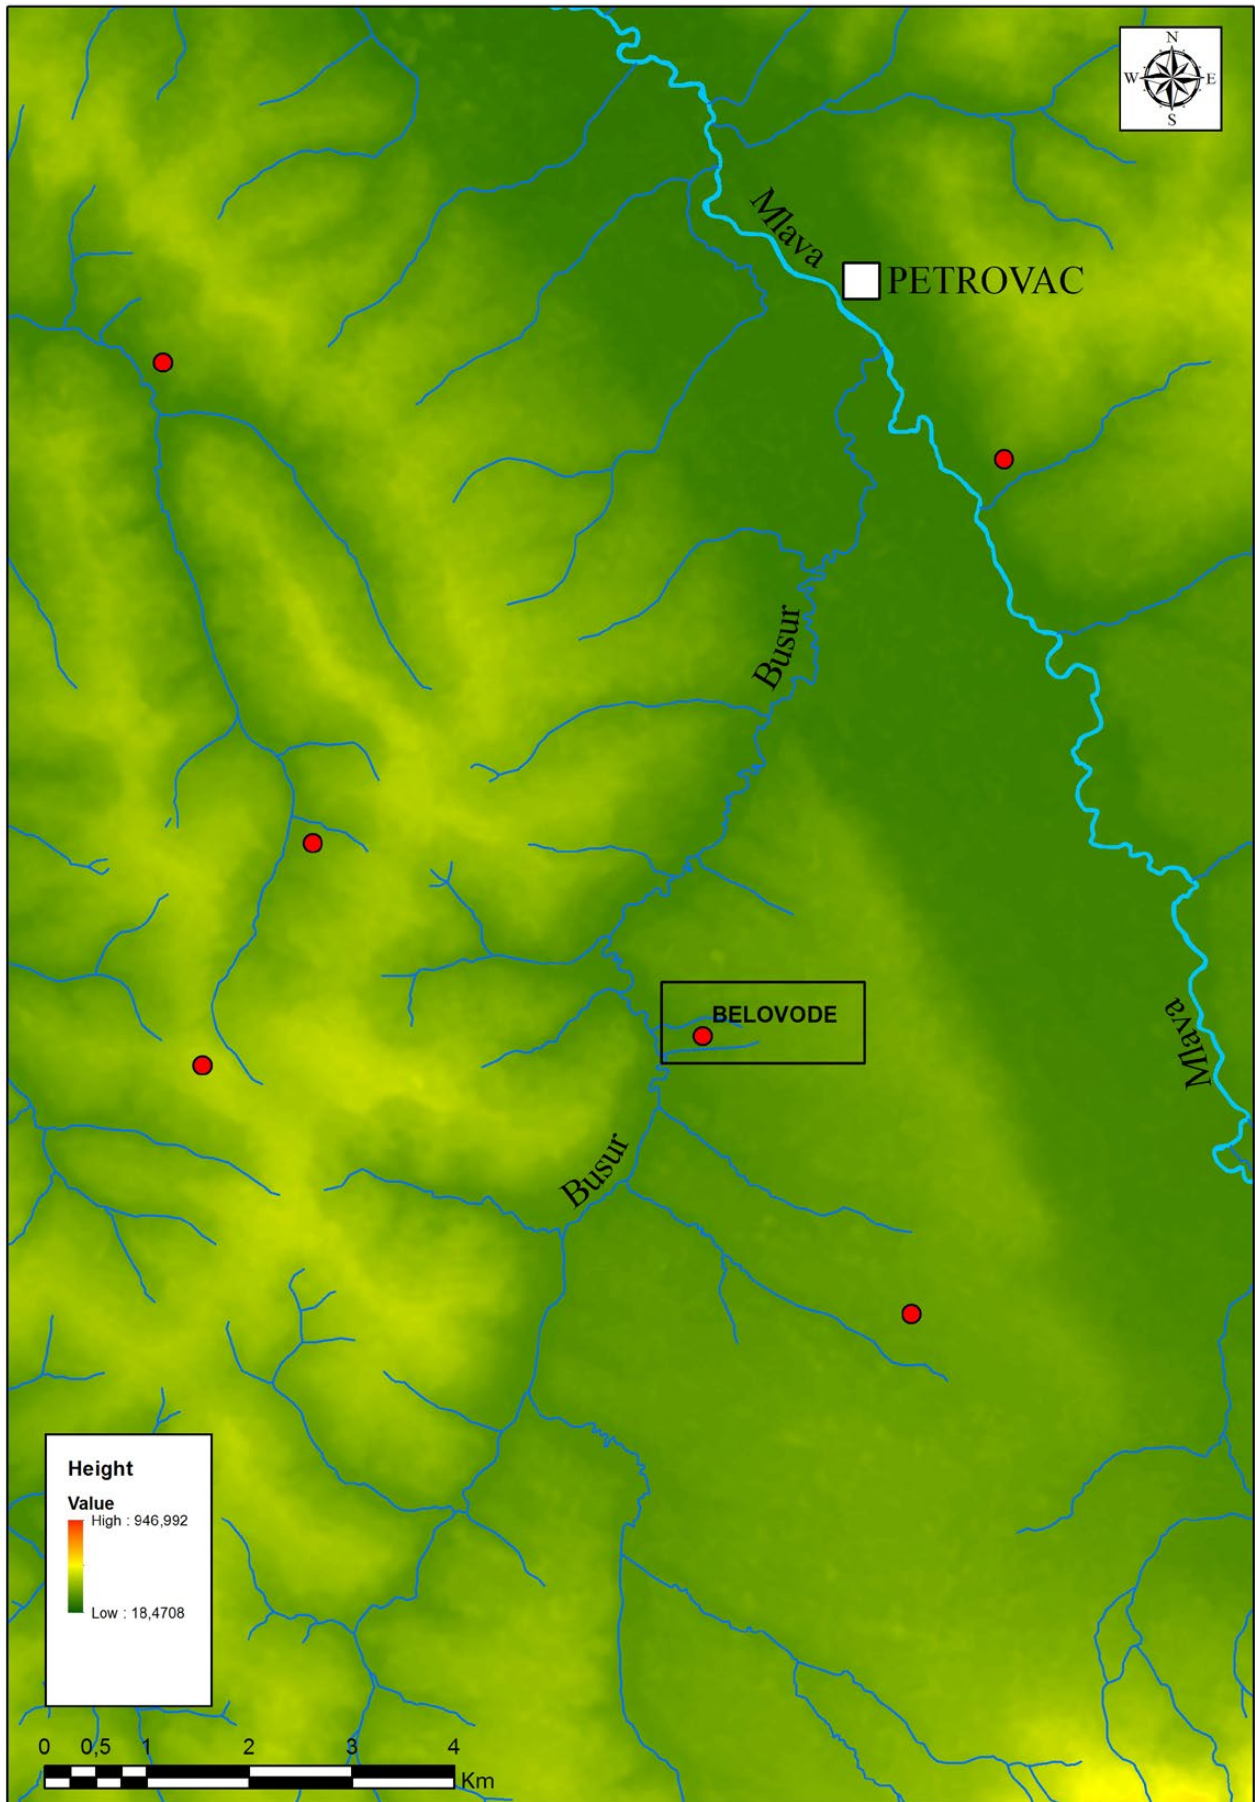 N
W E
S
Mlava
PETROVAC
Busur
BELOVODE
Mlava
Busur
Height
Value
High : 946,992
Low : 18,4708
0 0,5 1 2 3 4
Km